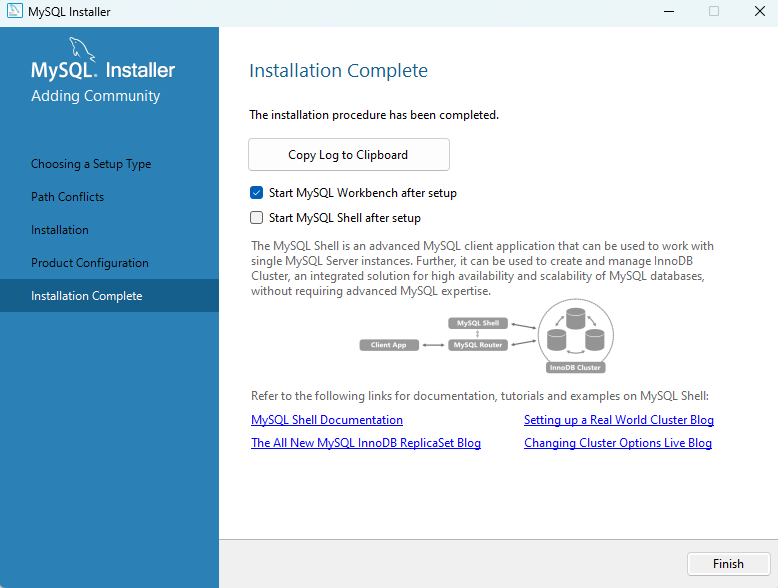 MySQL Installer
MySQL. Installer
Adding Community
Choosing a Setup Type
Path Conflicts
Installation
Product Configuration
Installation Complete
Installation Complete
The installation procedure has been completed.
Copy Log to Clipboard
Start MySQL Workbench after setup
Start MySQL Shell after setup
The MySQL Shell is an advanced MySQL client application that can be used to work with
single MySQL Server instances. Further, it can be used to create and manage InnoDB
Cluster, an integrated solution for high availability and scalability of MySQL databases,
without requiring advanced MySQL expertise.
MySQL Shell
Client App
MySQL Router
InnoDB Cluster
Refer to the following links for documentation, tutorials and examples on MySQL Shell:
MySQL Shell Documentation
Setting up a Real World Cluster Blog
The All New MySQL InnoDB ReplicaSet Blog
Changing Cluster Options Live Blog
Finish